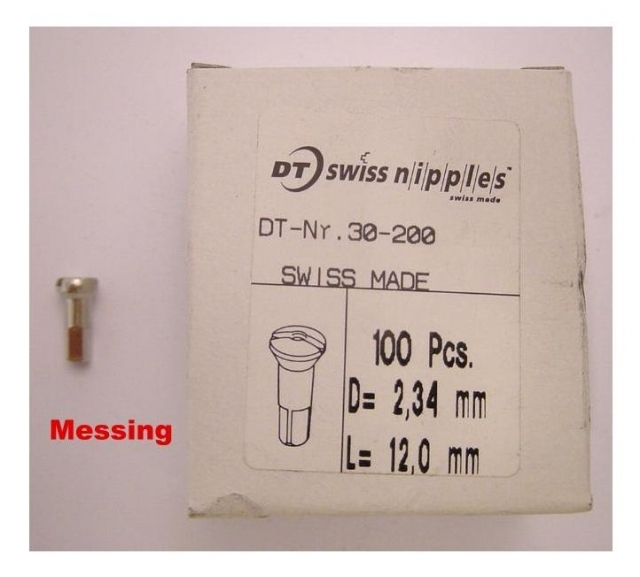 DT swiss n/i/p/p/l/e/s™
swiss made
DT-Nr.30-200
SWISS MADE
100 Pcs.
D= 2,34 mm
L= 12,0 mm
Messing